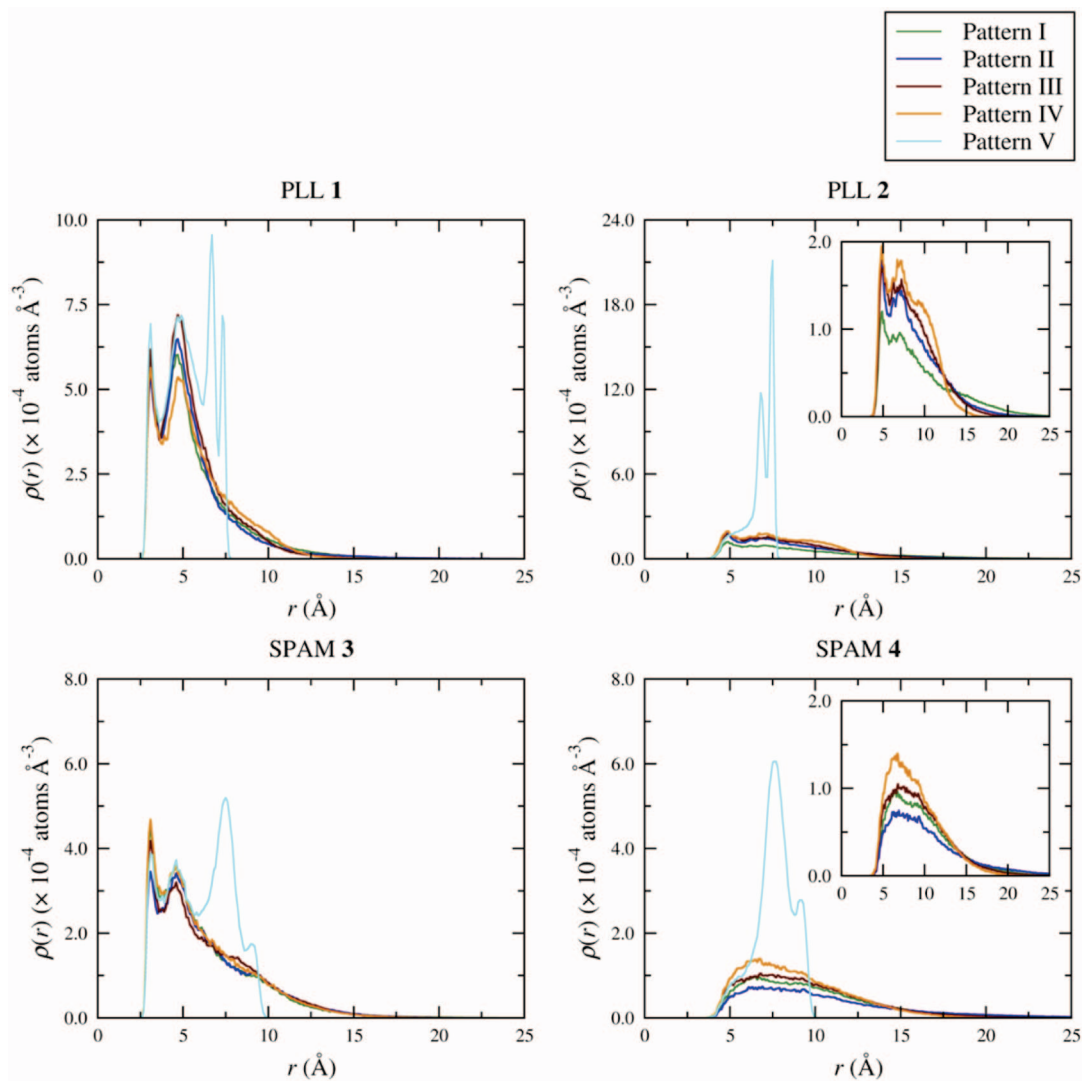 Pattern I
Pattern II
Pattern III
Pattern IV
Pattern V
PLL 1
10.0
7.5
5.0
2.5
0.0
ρ(r) (× 10⁻⁴ atoms Å⁻³)
0 5 10 15 20 25
r (Å)
PLL 2
24.0
18.0
12.0
6.0
0.0
ρ(r) (× 10⁻⁴ atoms Å⁻³)
0 5 10 15 20 25
r (Å)
2.0
1.0
0.0
0 5 10 15 20 25
SPAM 3
8.0
6.0
4.0
2.0
0.0
ρ(r) (× 10⁻⁴ atoms Å⁻³)
0 5 10 15 20 25
r (Å)
SPAM 4
8.0
6.0
4.0
2.0
0.0
ρ(r) (× 10⁻⁴ atoms Å⁻³)
0 5 10 15 20 25
r (Å)
2.0
1.0
0.0
0 5 10 15 20 25